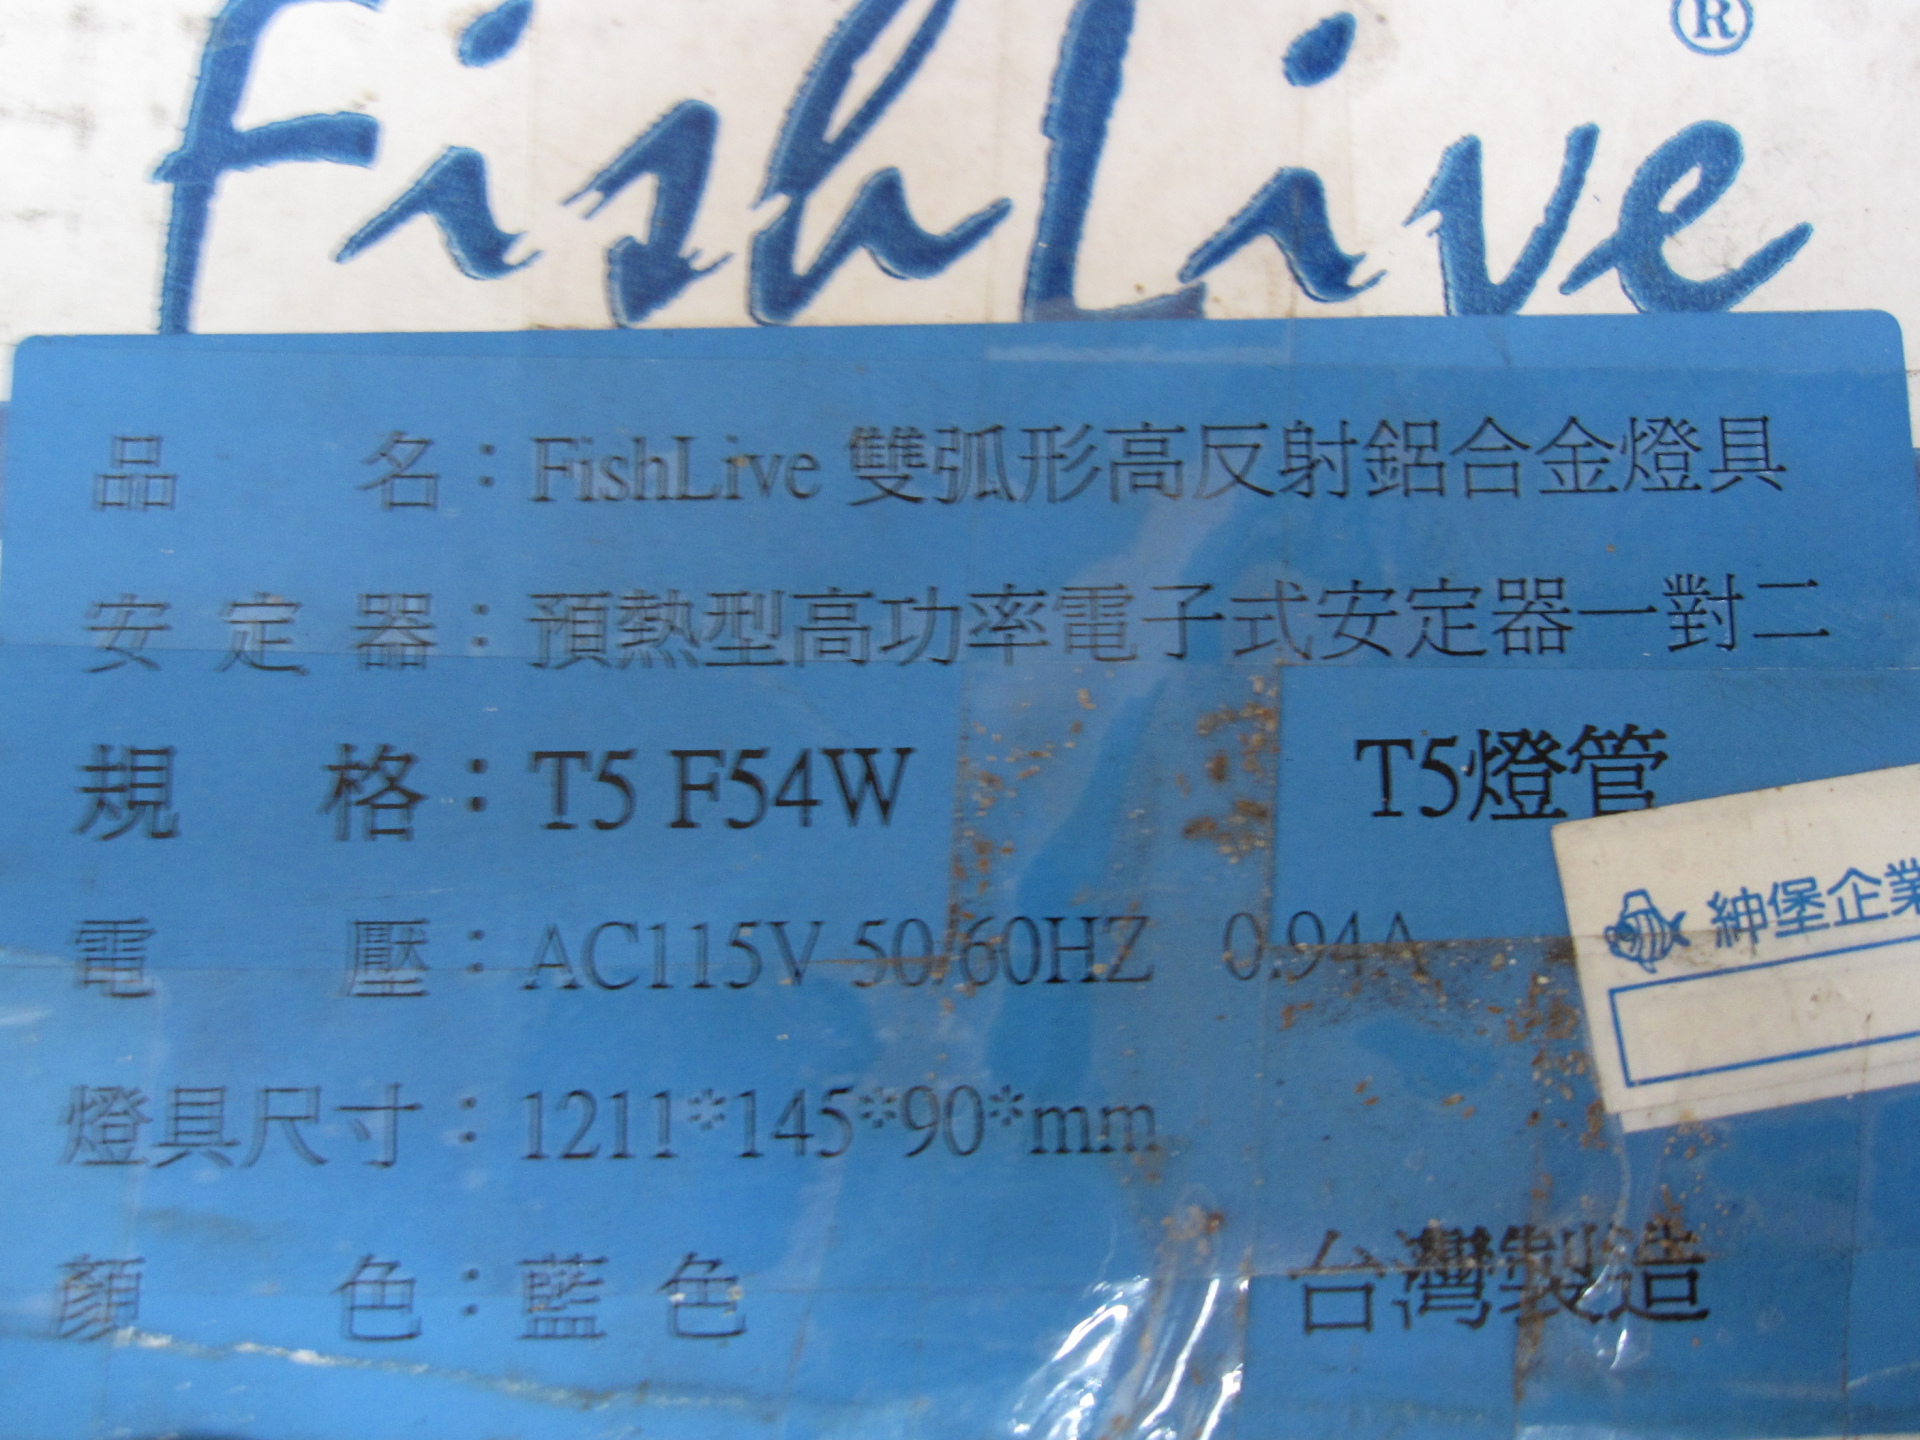 FishLive®
品名：FishLive 雙弧形高反射鋁合金燈具
安定器：預熱型高功率電子式安定器一對二
規格：T5 F54W T5燈管
紳堡企業
電壓：AC115V 50/60HZ 0.94A
燈具尺寸：1211*145*90*mm
顏色：藍色 台灣製造